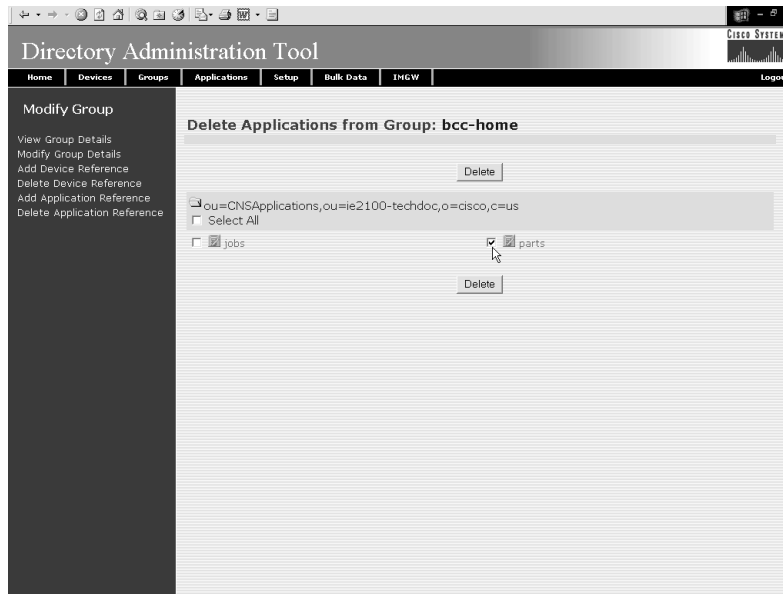 CISCO SYSTEM
Directory Administration Tool
Home Devices Groups Applications Setup Bulk Data IMGW Logou
Modify Group
View Group Details
Modify Group Details
Add Device Reference
Delete Device Reference
Add Application Reference
Delete Application Reference
Delete Applications from Group: bcc-home
Delete
ou=CNSApplications,ou=ie2100-techdoc,o=cisco,c=us
Select All
jobs parts
Delete